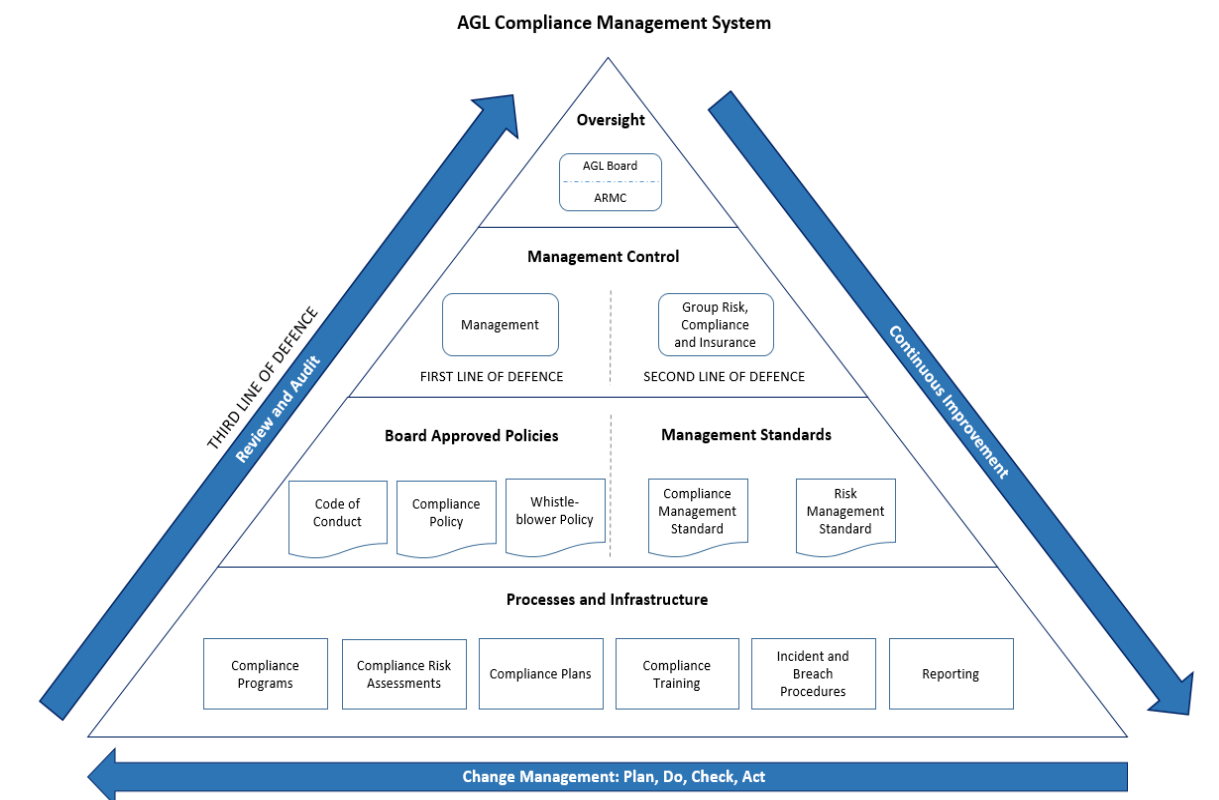 AGL Compliance Management System
Oversight
AGL Board
ARMC
Management Control
Management
FIRST LINE OF DEFENCE
Group Risk,
Compliance
and Insurance
SECOND LINE OF DEFENCE
THIRD LINE OF DEFENCE
Review and Audit
Continuous Improvement
Board Approved Policies
Code of
Conduct
Compliance
Policy
Whistle-
blower Policy
Management Standards
Compliance
Management
Standard
Risk
Management
Standard
Processes and Infrastructure
Compliance
Programs
Compliance Risk
Assessments
Compliance Plans
Compliance
Training
Incident and
Breach
Procedures
Reporting
Change Management: Plan, Do, Check, Act